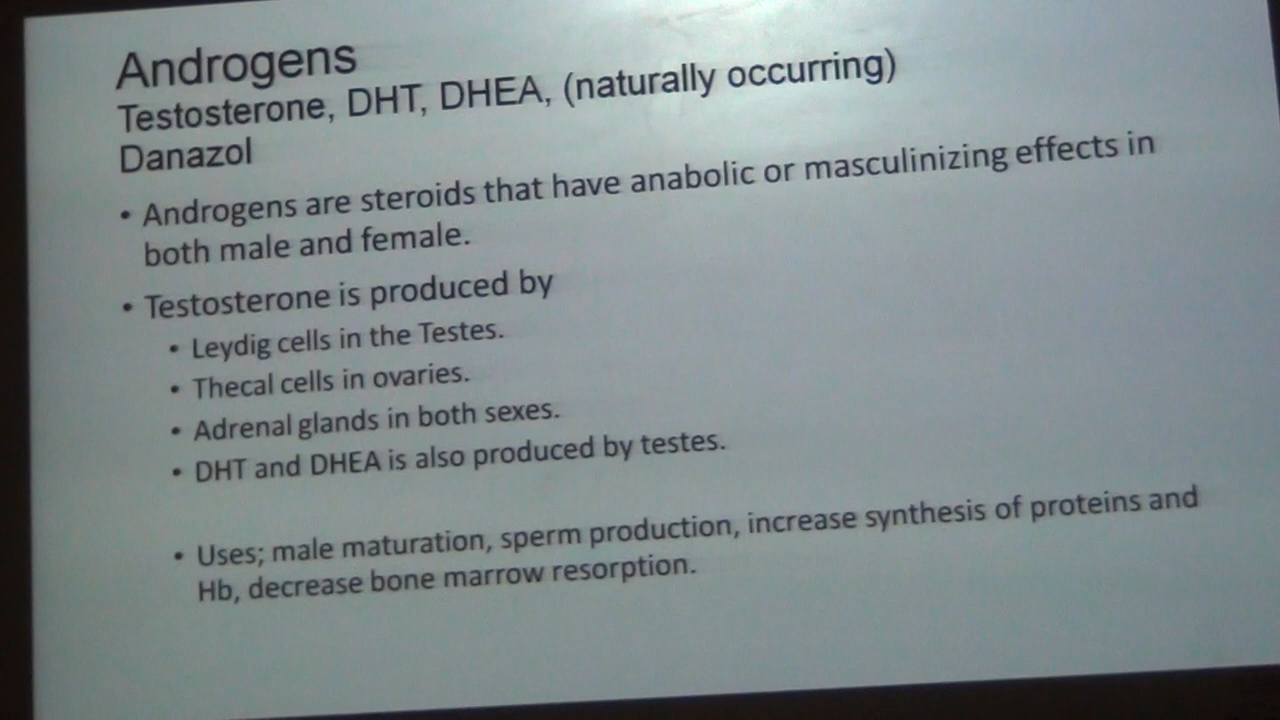 Androgens
Testosterone, DHT, DHEA, (naturally occurring)
Danazol
• Androgens are steroids that have anabolic or masculinizing effects in
both male and female.
• Testosterone is produced by
• Leydig cells in the Testes.
• Thecal cells in ovaries.
• Adrenal glands in both sexes.
• DHT and DHEA is also produced by testes.
• Uses; male maturation, sperm production, increase synthesis of proteins and
Hb, decrease bone marrow resorption.